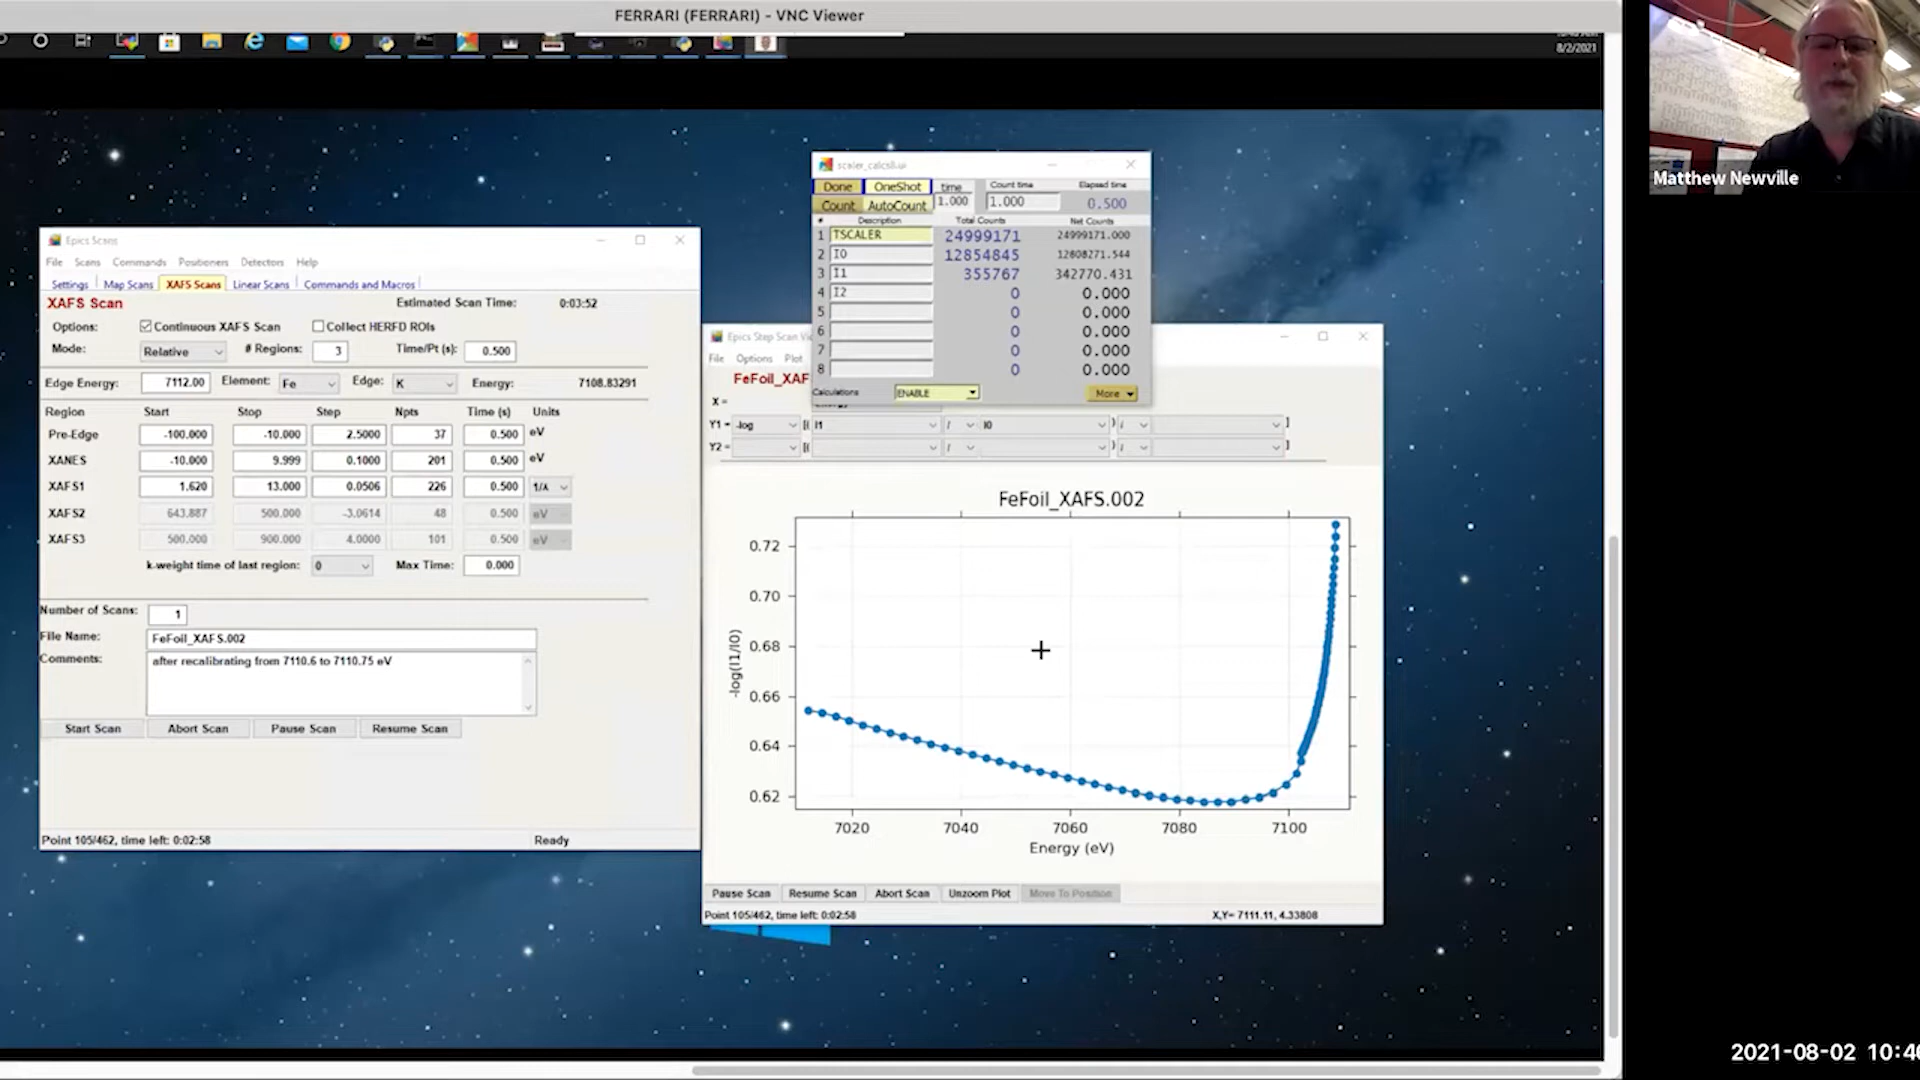 FERRARI (FERRARI) - VNC Viewer
8/2/2021
Matthew Newville
Epics Scans
File Scans Commands Positioners Detectors Help
Settings Map Scans XAFS Scans Linear Scans Commands and Macros
XAFS Scan Estimated Scan Time: 0:03:52
Options: Continuous XAFS Scan Collect HERFD ROIs
Mode: Relative # Regions: 3 Time/Pt (s): 0.500
Edge Energy: 7112.00 Element: Fe Edge: K Energy: 7108.83291
Region Start Stop Step Npts Time (s) Units
Pre-Edge -100.000 -10.000 2.5000 37 0.500 eV
XANES -10.000 9.999 0.1000 201 0.500 eV
XAFS1 1.620 13.000 0.0506 226 0.500 1/A
XAFS2 643.887 500.000 -3.0614 48 0.500 eV
XAFS3 500.000 900.000 4.0000 101 0.500 eV
k-weight time of last region: 0 Max Time: 0.000
Number of Scans: 1
File Name: FeFoil_XAFS.002
Comments: after recalibrating from 7110.6 to 7110.75 eV
Start Scan Abort Scan Pause Scan Resume Scan
Point 105/462, time left: 0:02:58 Ready
scaler_calcs8.ui
Done OneShot time Count time Elapsed time
Count AutoCount 1.000 1.000 0.500
# Description Total Counts Net Counts
1 TSCALER 24999171 24999171.000
2 I0 12854845 12808271.544
3 I1 355767 342770.431
4 I2 0 0.000
5 0 0.000
6 0 0.000
7 0 0.000
8 0 0.000
Calculations ENABLE More
Epics Step Scan
File Options Plot
FeFoil_XAF
X =
Y1 = -log [( I1 / I0 ) / ]
Y2 = [( / ) / ]
FeFoil_XAFS.002
0.72
0.70
0.68
0.66
0.64
0.62
-log(I1/I0)
7020 7040 7060 7080 7100
Energy (eV)
Pause Scan Resume Scan Abort Scan Unzoom Plot Move To Position
Point 105/462, time left: 0:02:58 X,Y= 7111.11, 4.33808
2021-08-02 10:4